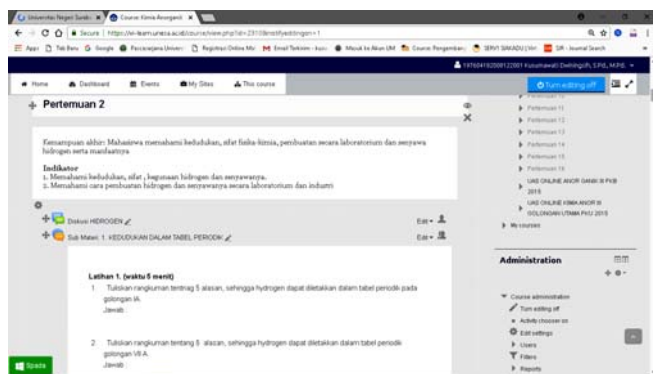 Universitas Negeri Surab
Course: Kimia Anorganik
Secure
Apps
Google
Home
Dashboard
Events
My Sites
This course
Turn editing off
Pertemuan 2
Kemampuan akhir: Mahasiswa memahami kedudukan, sifat fisika-kimia, pembuatan secara laboratorium dan senyawa
hidrogen serta manfaatnya
Indikator
1. Memahami kedudukan, sifat , kegunaan hidrogen dan senyawanya.
2. Memahami cara pembuatan hidrogen dan senyawanya secara laboratorium dan industri
Diskusi HIDROGEN
Edit
Sub Materi: 1. KEDUDUKAN DALAM TABEL PERIODIK
Edit
Latihan 1. (waktu 5 menit)
1. Tuliskan rangkuman tentnag 5 alasan, sehingga hydrogen dapat diletakkan dalam tabel periodik pada
golongan IA.
Jawab:
2. Tuliskan rangkuman tentang 5 alasan, sehingga hydrogen dapat diletakkan dalam tabel periodik
golongan VII A.
Jawab:
Spada
Pertemuan 11
Pertemuan 12
Pertemuan 13
Pertemuan 14
Pertemuan 15
Pertemuan 16
UAS ONLINE
2015
UAS ONLINE KIMIA ANOR III
GOLONGAN UTAMA PKU 2015
My courses
Administration
Course administration
Turn editing off
Activity chooser on
Edit settings
Users
Filters
Reports